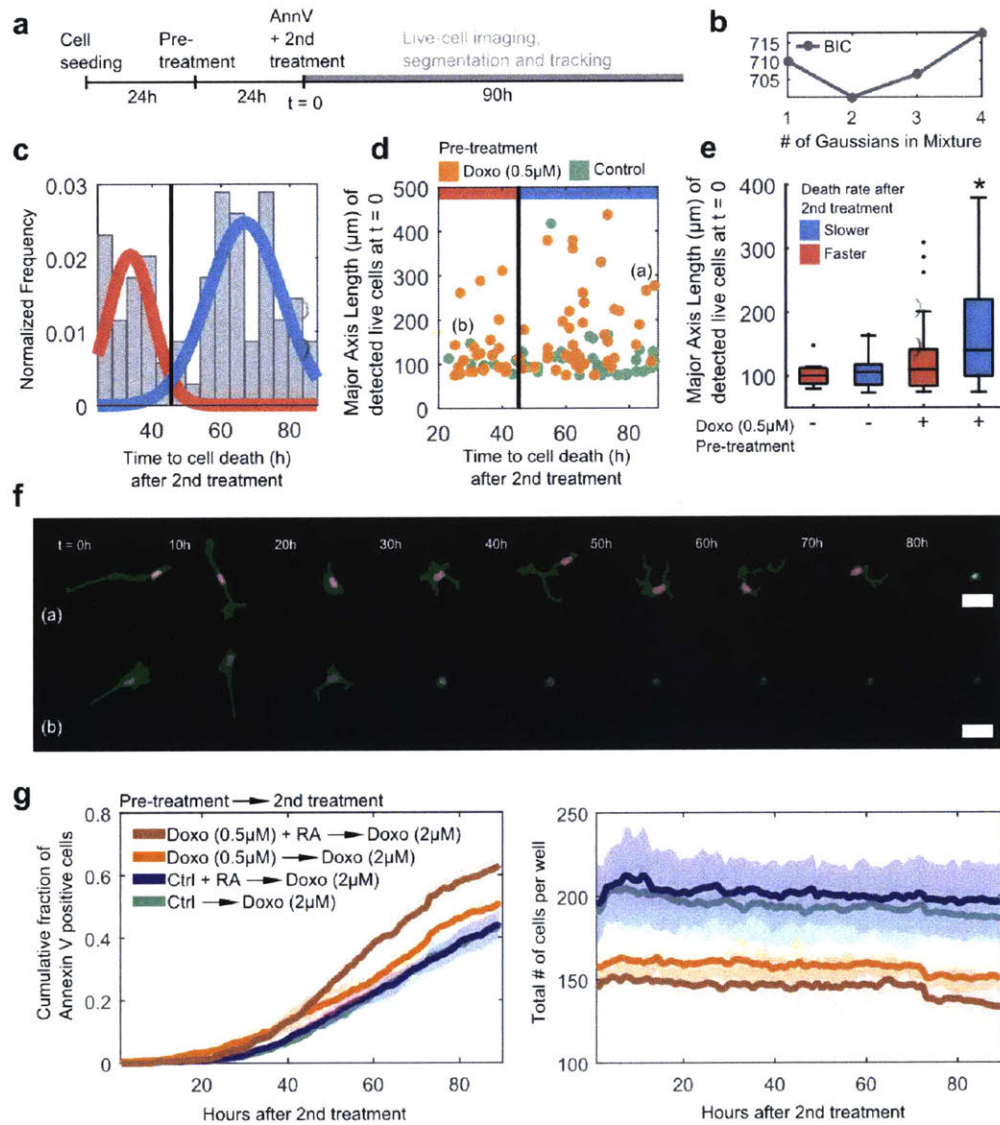 a
Cell seeding
Pre-treatment
AnnV + 2nd treatment
Live-cell imaging, segmentation and tracking
24h
24h
t = 0
90h
b
BIC
715
710
705
1 2 3 4
# of Gaussians in Mixture
c
Normalized Frequency
0.03
0.02
0.01
0
40 60 80
Time to cell death (h)
after 2nd treatment
d
Pre-treatment
Doxo (0.5µM) Control
Major Axis Length (µm) of
detected live cells at t = 0
500
400
300
200
100
0
(a)
(b)
20 40 60 80
Time to cell death (h)
after 2nd treatment
e
Death rate after
2nd treatment
Slower
Faster
*
Major Axis Length (µm) of
detected live cells at t = 0
400
300
200
100
Doxo (0.5µM) - - + +
Pre-treatment
f
t = 0h 10h 20h 30h 40h 50h 60h 70h 80h
(a)
(b)
g
Pre-treatment → 2nd treatment
Doxo (0.5µM) + RA → Doxo (2µM)
Doxo (0.5µM) → Doxo (2µM)
Ctrl + RA → Doxo (2µM)
Ctrl → Doxo (2µM)
Cumulative fraction of
Annexin V positive cells
0.8
0.6
0.4
0.2
0
20 40 60 80
Hours after 2nd treatment
Total # of cells per well
250
200
150
100
20 40 60 80
Hours after 2nd treatment